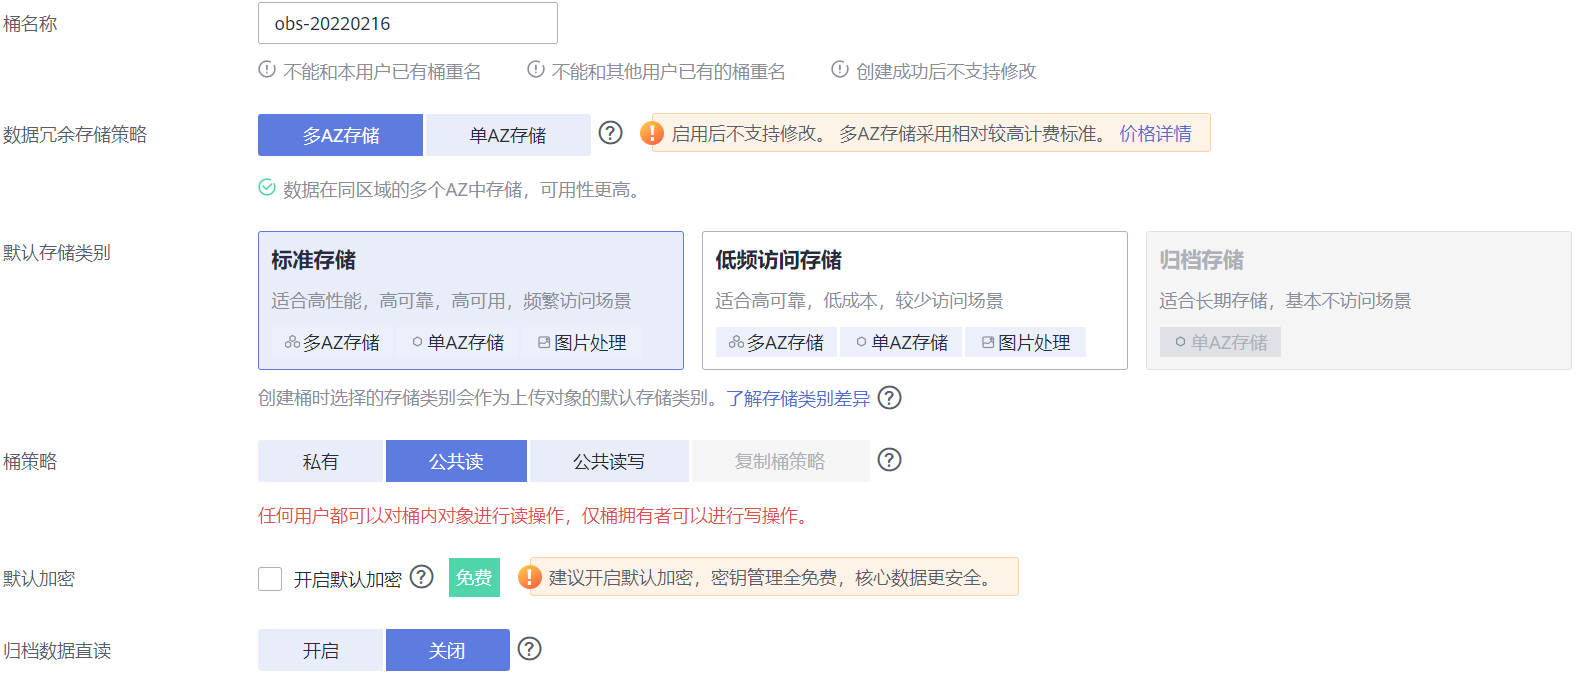 桶名称 obs-20220216
不能和本用户已有桶重名 不能和其他用户已有的桶重名 创建成功后不支持修改
数据冗余存储策略 多AZ存储 单AZ存储 启用后不支持修改。 多AZ存储采用相对较高计费标准。 价格详情
数据在同区域的多个AZ中存储，可用性更高。
默认存储类别 标准存储 低频访问存储 归档存储
适合高性能，高可靠，高可用，频繁访问场景 适合高可靠，低成本，较少访问场景 适合长期存储，基本不访问场景
多AZ存储 单AZ存储 图片处理 多AZ存储 单AZ存储 图片处理 单AZ存储
创建桶时选择的存储类别会作为上传对象的默认存储类别。了解存储类别差异
桶策略 私有 公共读 公共读写 复制桶策略
任何用户都可以对桶内对象进行读操作，仅桶拥有者可以进行写操作。
默认加密 开启默认加密 免费 建议开启默认加密，密钥管理全免费，核心数据更安全。
归档数据直读 开启 关闭